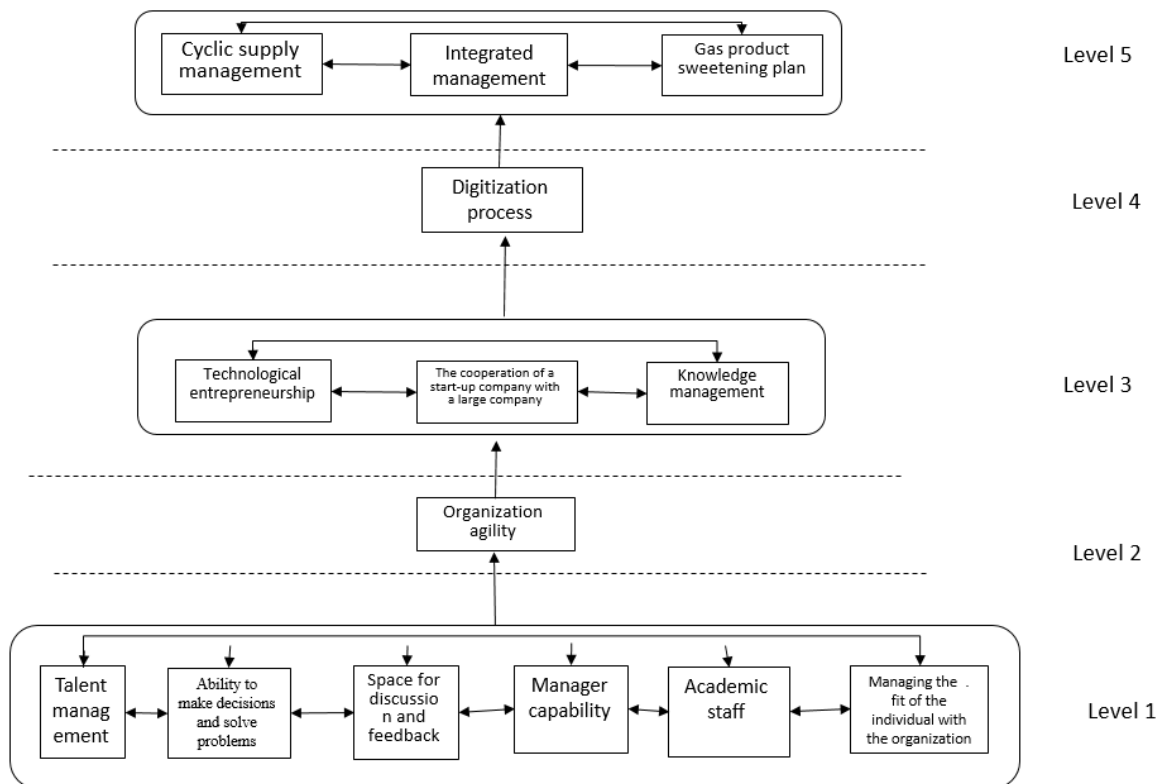 Cyclic supply
management
Integrated
management
Gas product
sweetening plan
Level 5
Digitization
process
Level 4
Technological
entrepreneurship
The cooperation of a
start-up company with
a large company
Knowledge
management
Level 3
Organization
agility
Level 2
Talent
manag
ement
Ability to
make decisions
and solve
problems
Space for
discussio
n and
feedback
Manager
capability
Academic
staff
Managing the .
fit of the
individual with
the organization
Level 1